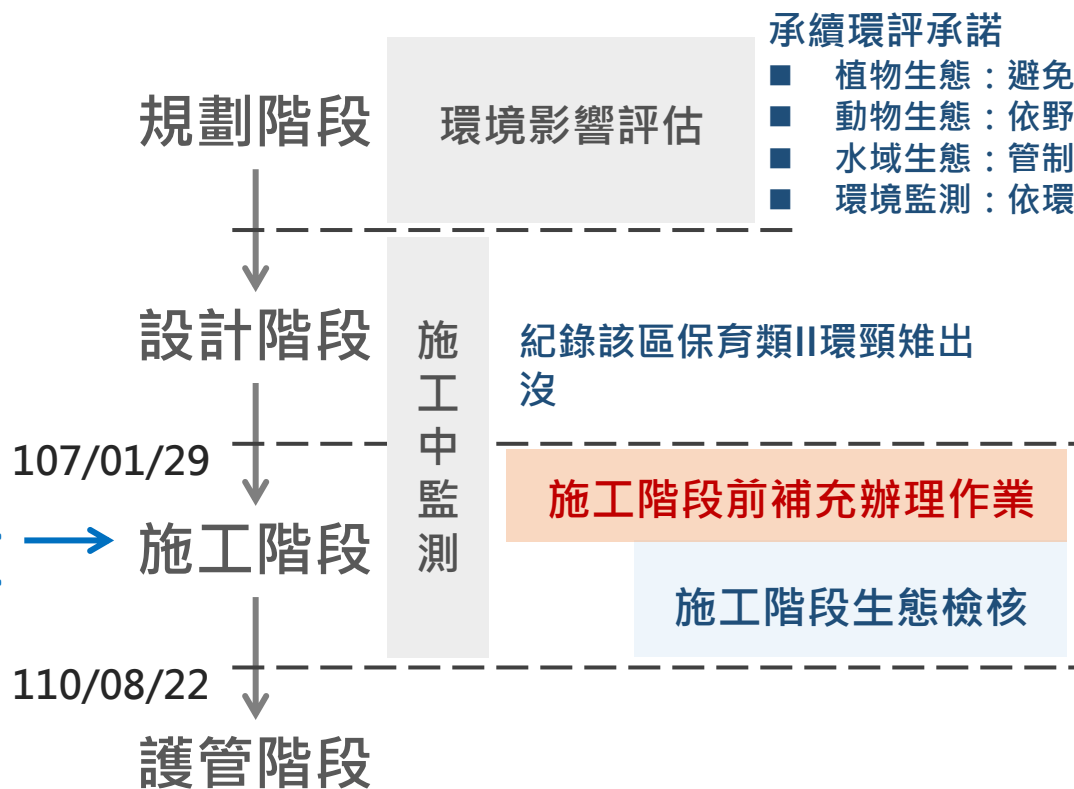 承續環評承諾
■ 植物生態：避免
■ 動物生態：依野
■ 水域生態：管制
■ 環境監測：依環
規劃階段
環境影響評估
設計階段
施工中監測
紀錄該區保育類II環頸雉出
沒
107/01/29
施工階段前補充辦理作業
施工階段
施工階段生態檢核
110/08/22
護管階段